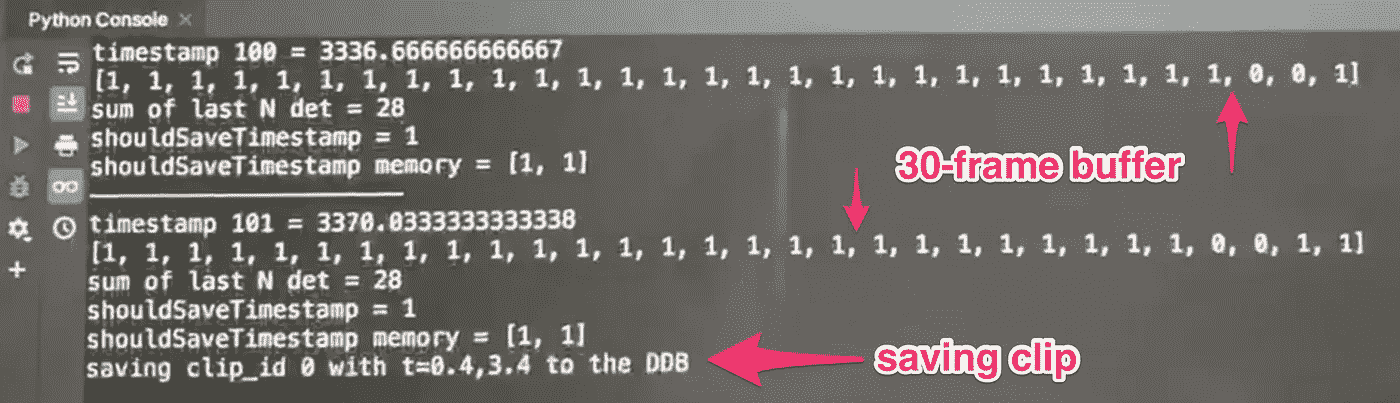 Python Console ×
timestamp 100 = 3336.666666666667
[1, 1, 1, 1, 1, 1, 1, 1, 1, 1, 1, 1, 1, 1, 1, 1, 1, 1, 1, 1, 1, 1, 1, 1, 1, 1, 1, 0, 0, 1]
sum of last N det = 28
shouldSaveTimestamp = 1
shouldSaveTimestamp memory = [1, 1]
30-frame buffer
timestamp 101 = 3370.0333333333338
[1, 1, 1, 1, 1, 1, 1, 1, 1, 1, 1, 1, 1, 1, 1, 1, 1, 1, 1, 1, 1, 1, 1, 1, 1, 1, 0, 0, 1, 1]
sum of last N det = 28
shouldSaveTimestamp = 1
shouldSaveTimestamp memory = [1, 1]
saving clip_id 0 with t=0.4,3.4 to the DDB
saving clip